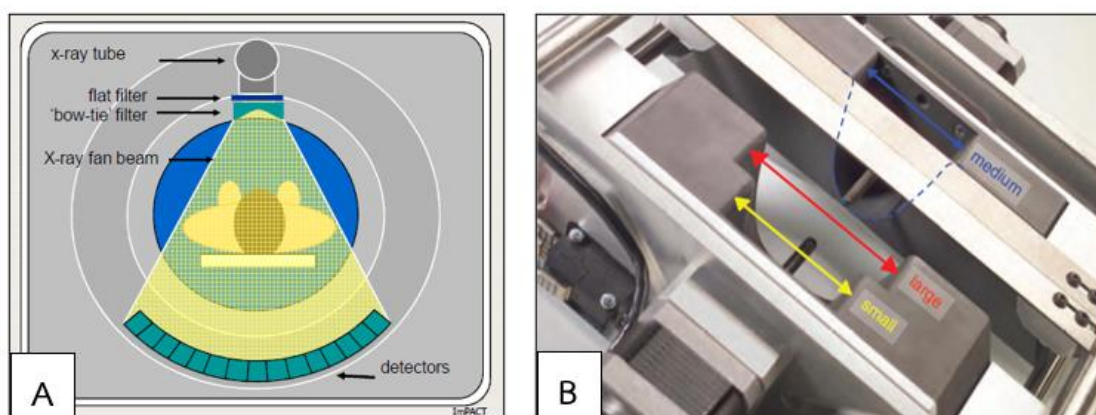 x-ray tube
flat filter
'bow-tie' filter
X-ray fan beam
detectors
A
ImPACT
medium
large
small
B